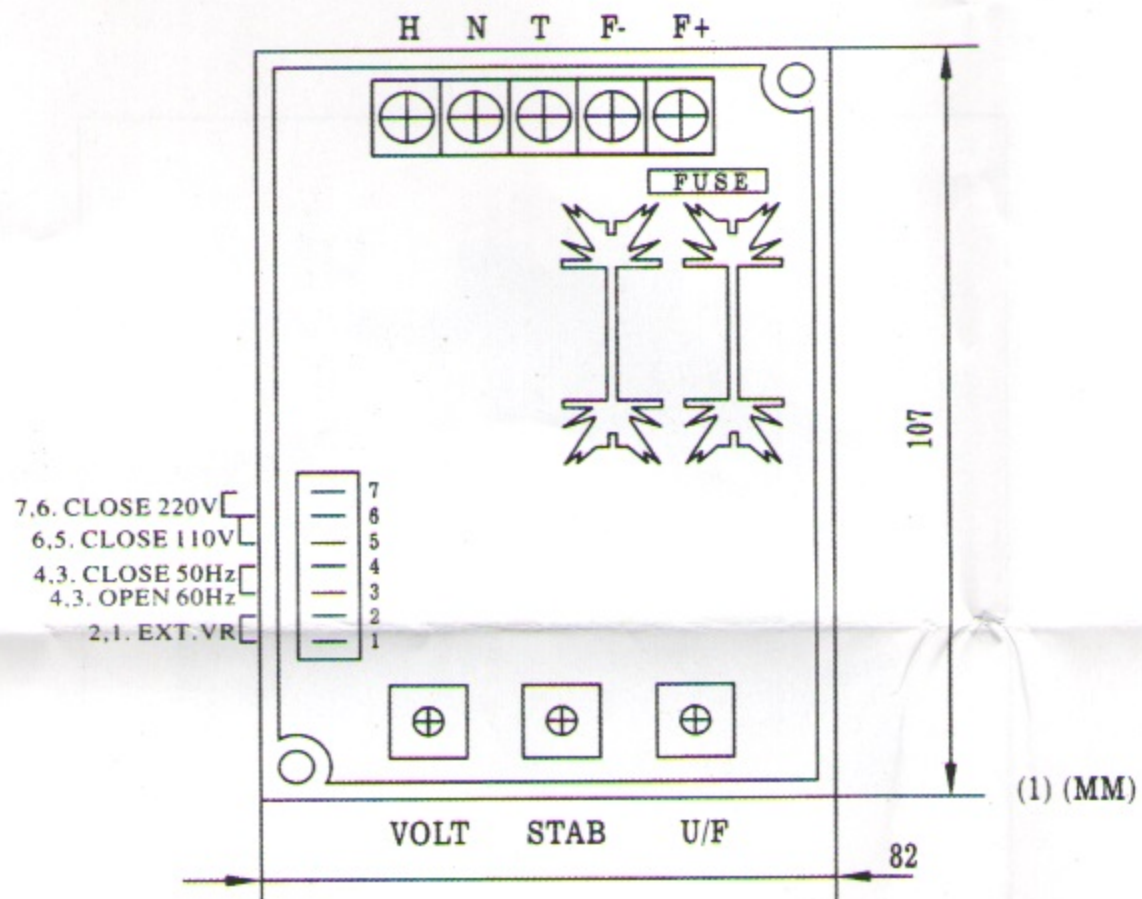 H N T F- F+
FUSE
107
7,6. CLOSE 220V
6,5. CLOSE 110V
4,3. CLOSE 50Hz
4,3. OPEN 60Hz
2,1. EXT.VR
7
6
5
4
3
2
1
(1) (MM)
VOLT STAB U/F
82